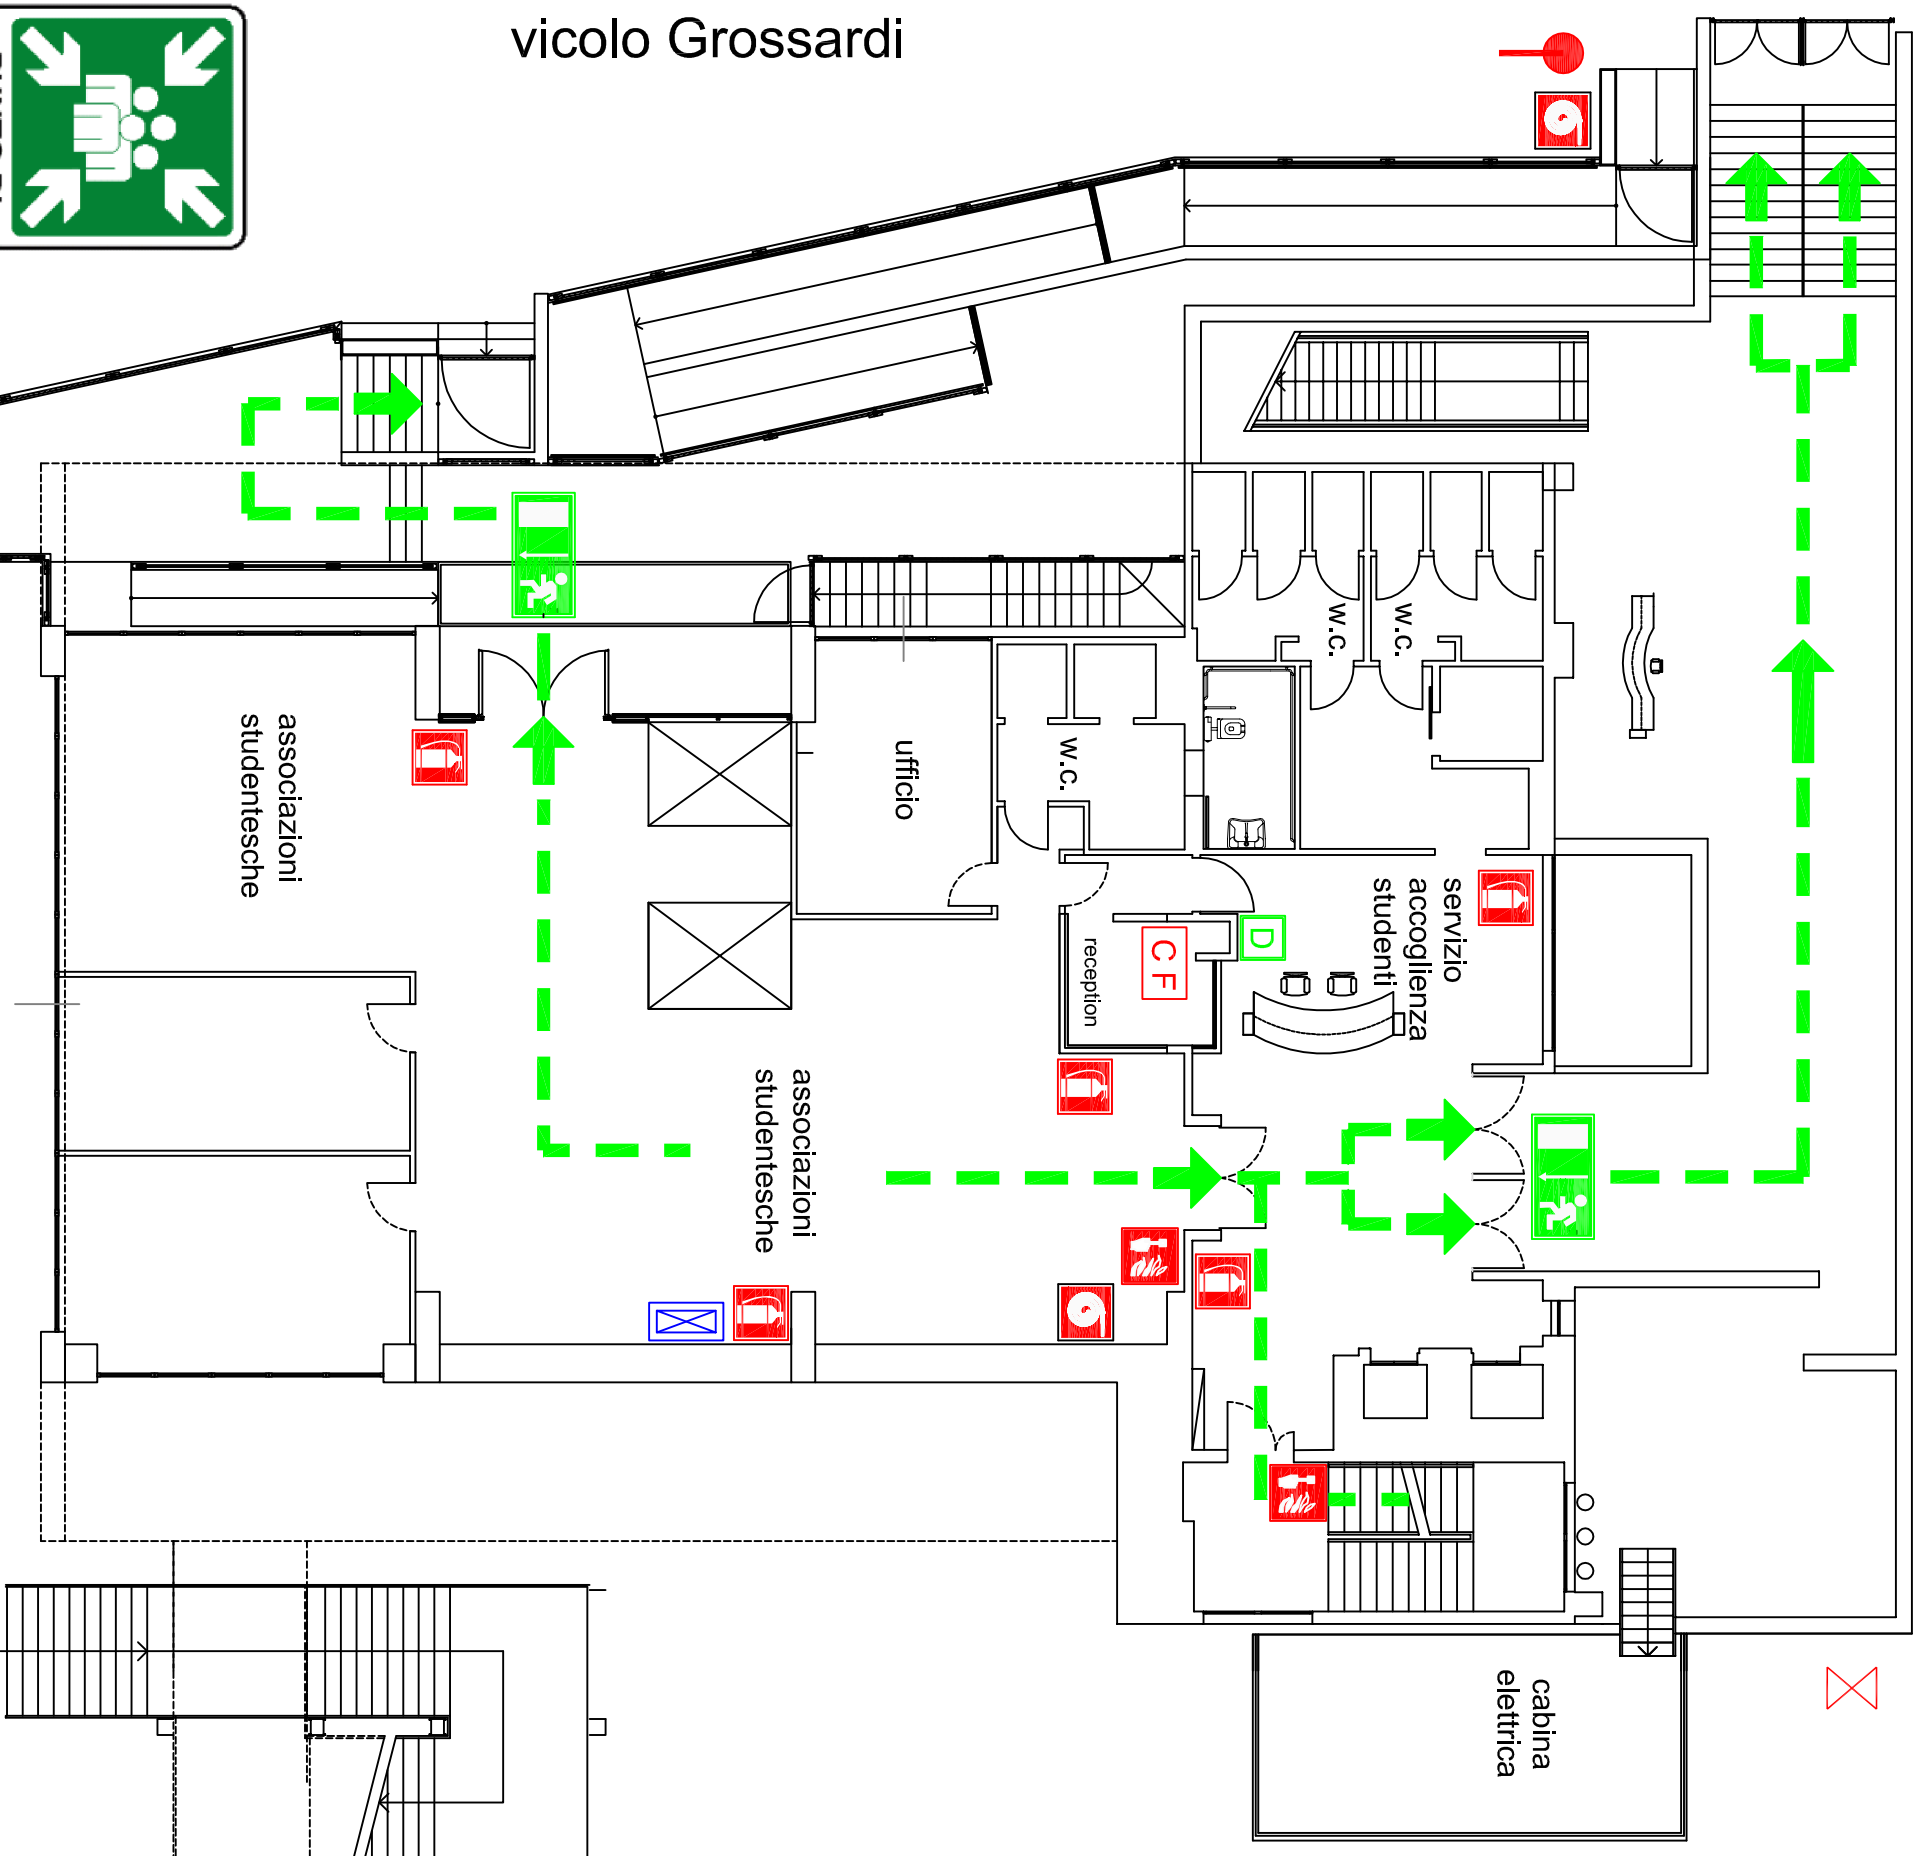 vicolo Grossardi
w.c.
w.c.
associazioni
studentesche
ufficio
w.c.
servizio
accoglienza
studenti
D
C F
reception
associazioni
studentesche
cabina
elettrica